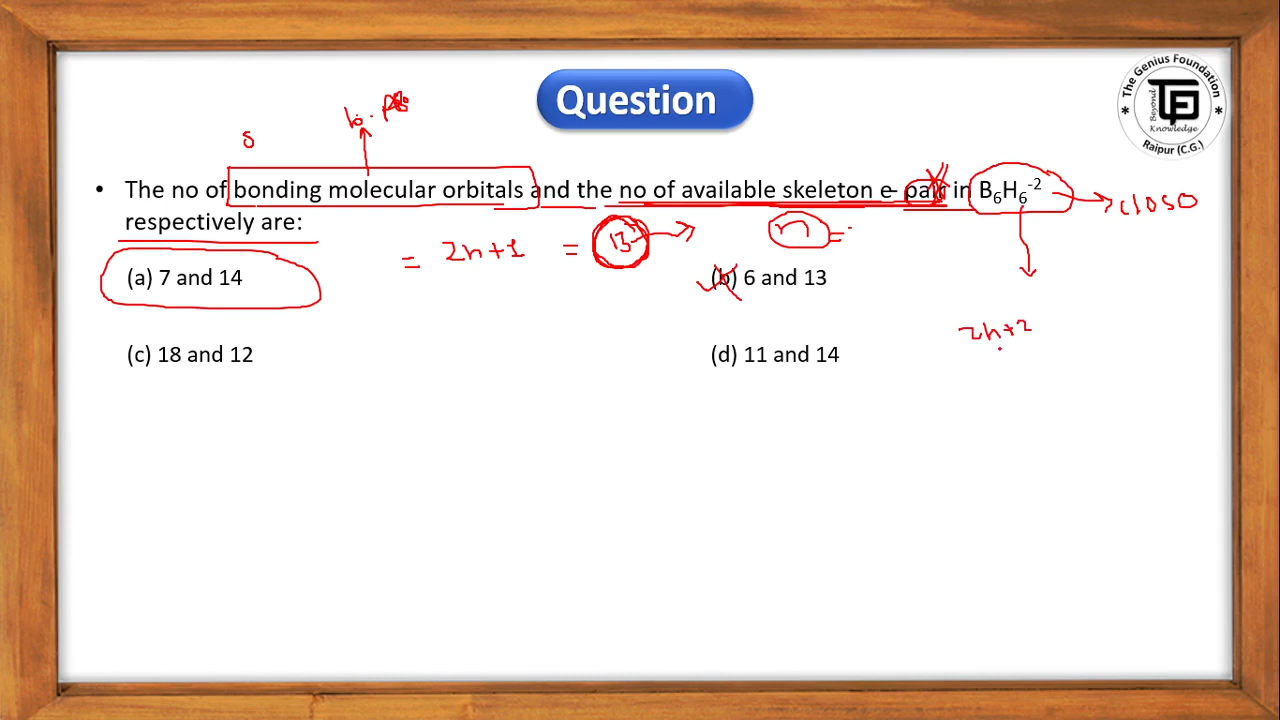 Question
The Genius Foundation
Beyond Knowledge
Raipur (C.G.)
• The no of bonding molecular orbitals and the no of available skeleton e- pair in B₆H₆⁻² → closo
respectively are:
= 2n+1 = 13
(a) 7 and 14
(b) 6 and 13
2n+2
(c) 18 and 12
(d) 11 and 14